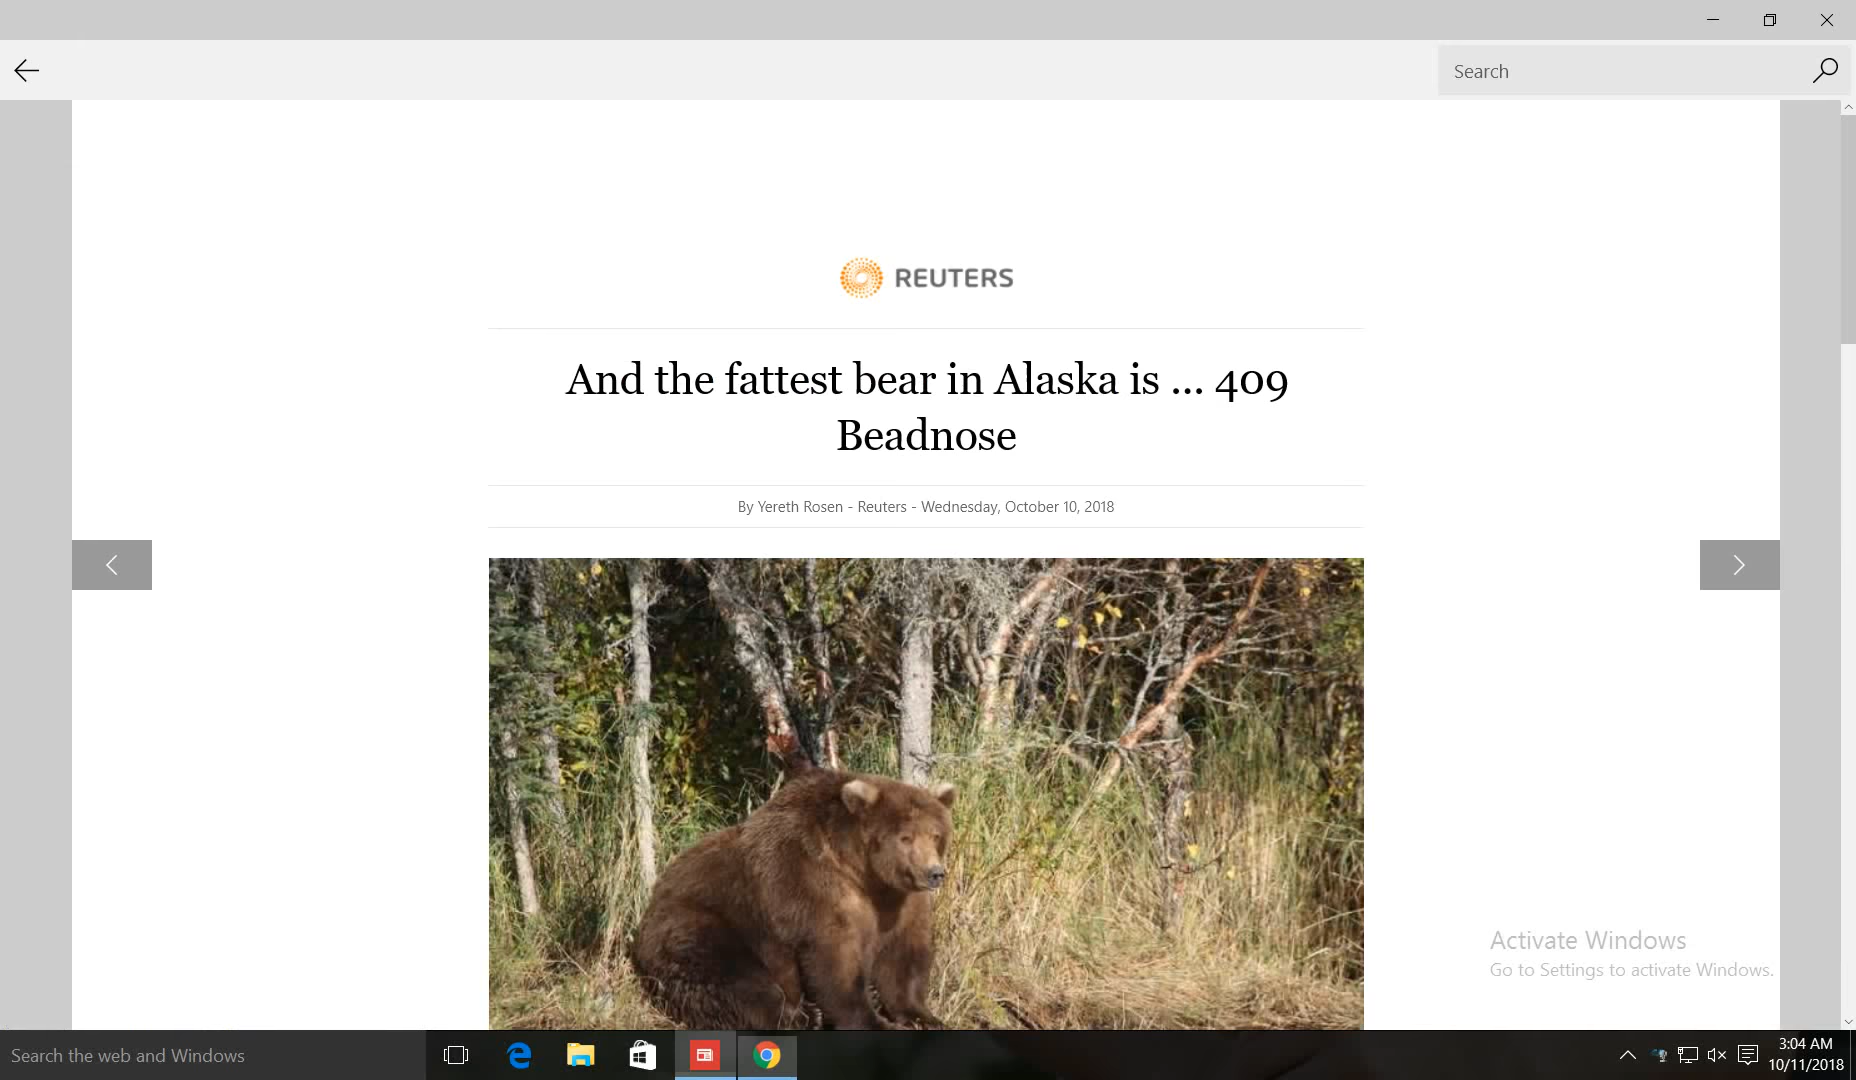 Search
REUTERS
And the fattest bear in Alaska is ... 409
Beadnose
By Yereth Rosen - Reuters - Wednesday, October 10, 2018
Activate Windows
Go to Settings to activate Windows.
Search the web and Windows
3:04 AM
10/11/2018